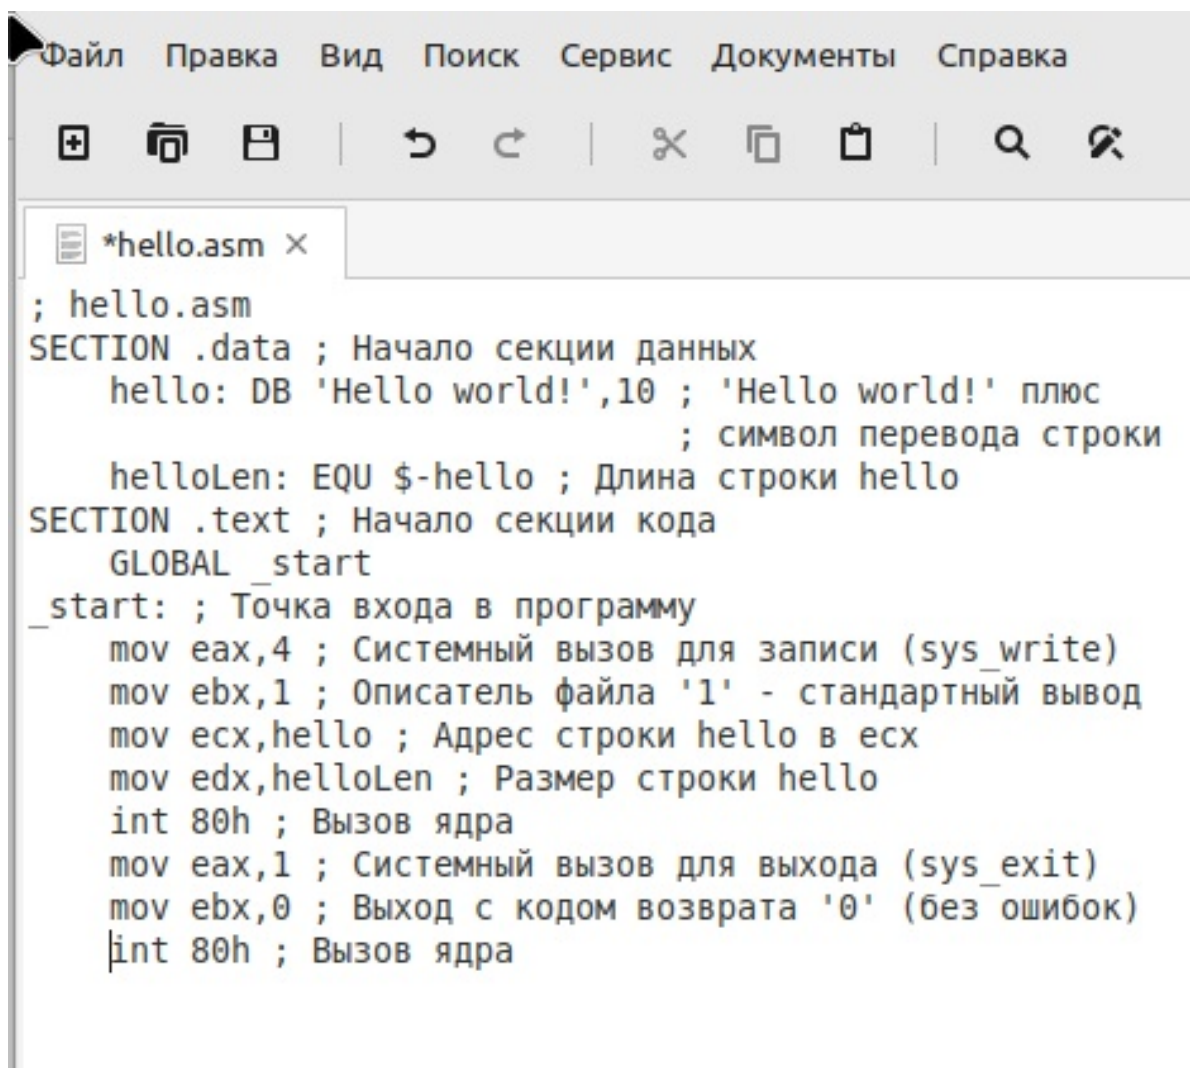 Файл Правка Вид Поиск Сервис Документы Справка
*hello.asm
; hello.asm
SECTION .data ; Начало секции данных
    hello: DB 'Hello world!',10 ; 'Hello world!' плюс
                                ; символ перевода строки
    helloLen: EQU $-hello ; Длина строки hello
SECTION .text ; Начало секции кода
    GLOBAL _start
_start: ; Точка входа в программу
    mov eax,4 ; Системный вызов для записи (sys_write)
    mov ebx,1 ; Описатель файла '1' - стандартный вывод
    mov ecx,hello ; Адрес строки hello в ecx
    mov edx,helloLen ; Размер строки hello
    int 80h ; Вызов ядра
    mov eax,1 ; Системный вызов для выхода (sys_exit)
    mov ebx,0 ; Выход с кодом возврата '0' (без ошибок)
    int 80h ; Вызов ядра